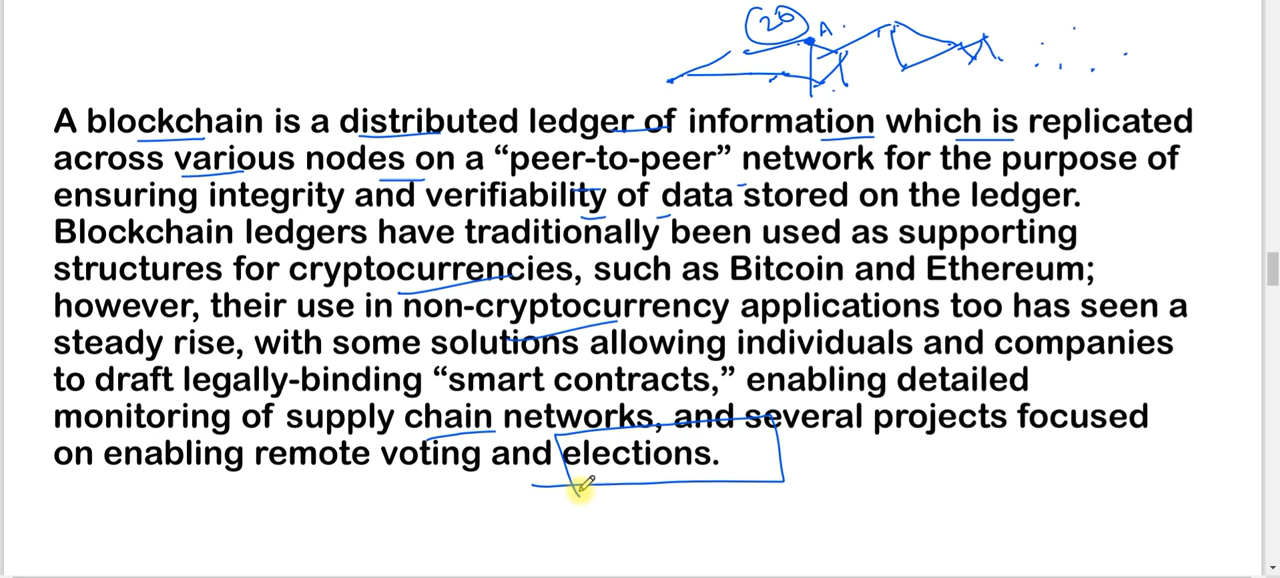 20 A
A blockchain is a distributed ledger of information which is replicated
across various nodes on a “peer-to-peer” network for the purpose of
ensuring integrity and verifiability of data stored on the ledger.
Blockchain ledgers have traditionally been used as supporting
structures for cryptocurrencies, such as Bitcoin and Ethereum;
however, their use in non-cryptocurrency applications too has seen a
steady rise, with some solutions allowing individuals and companies
to draft legally-binding “smart contracts,” enabling detailed
monitoring of supply chain networks, and several projects focused
on enabling remote voting and elections.